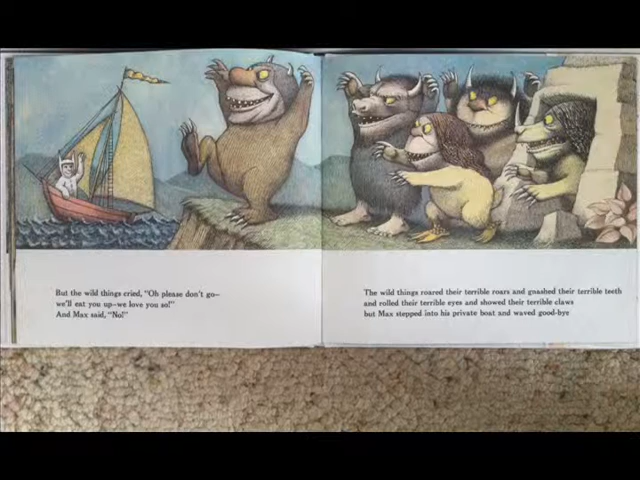 But the wild things cried, "Oh please don't go—
we'll eat you up—we love you so!"
And Max said, "No!"
The wild things roared their terrible roars and gnashed their terrible teeth
and rolled their terrible eyes and showed their terrible claws
but Max stepped into his private boat and waved good-bye